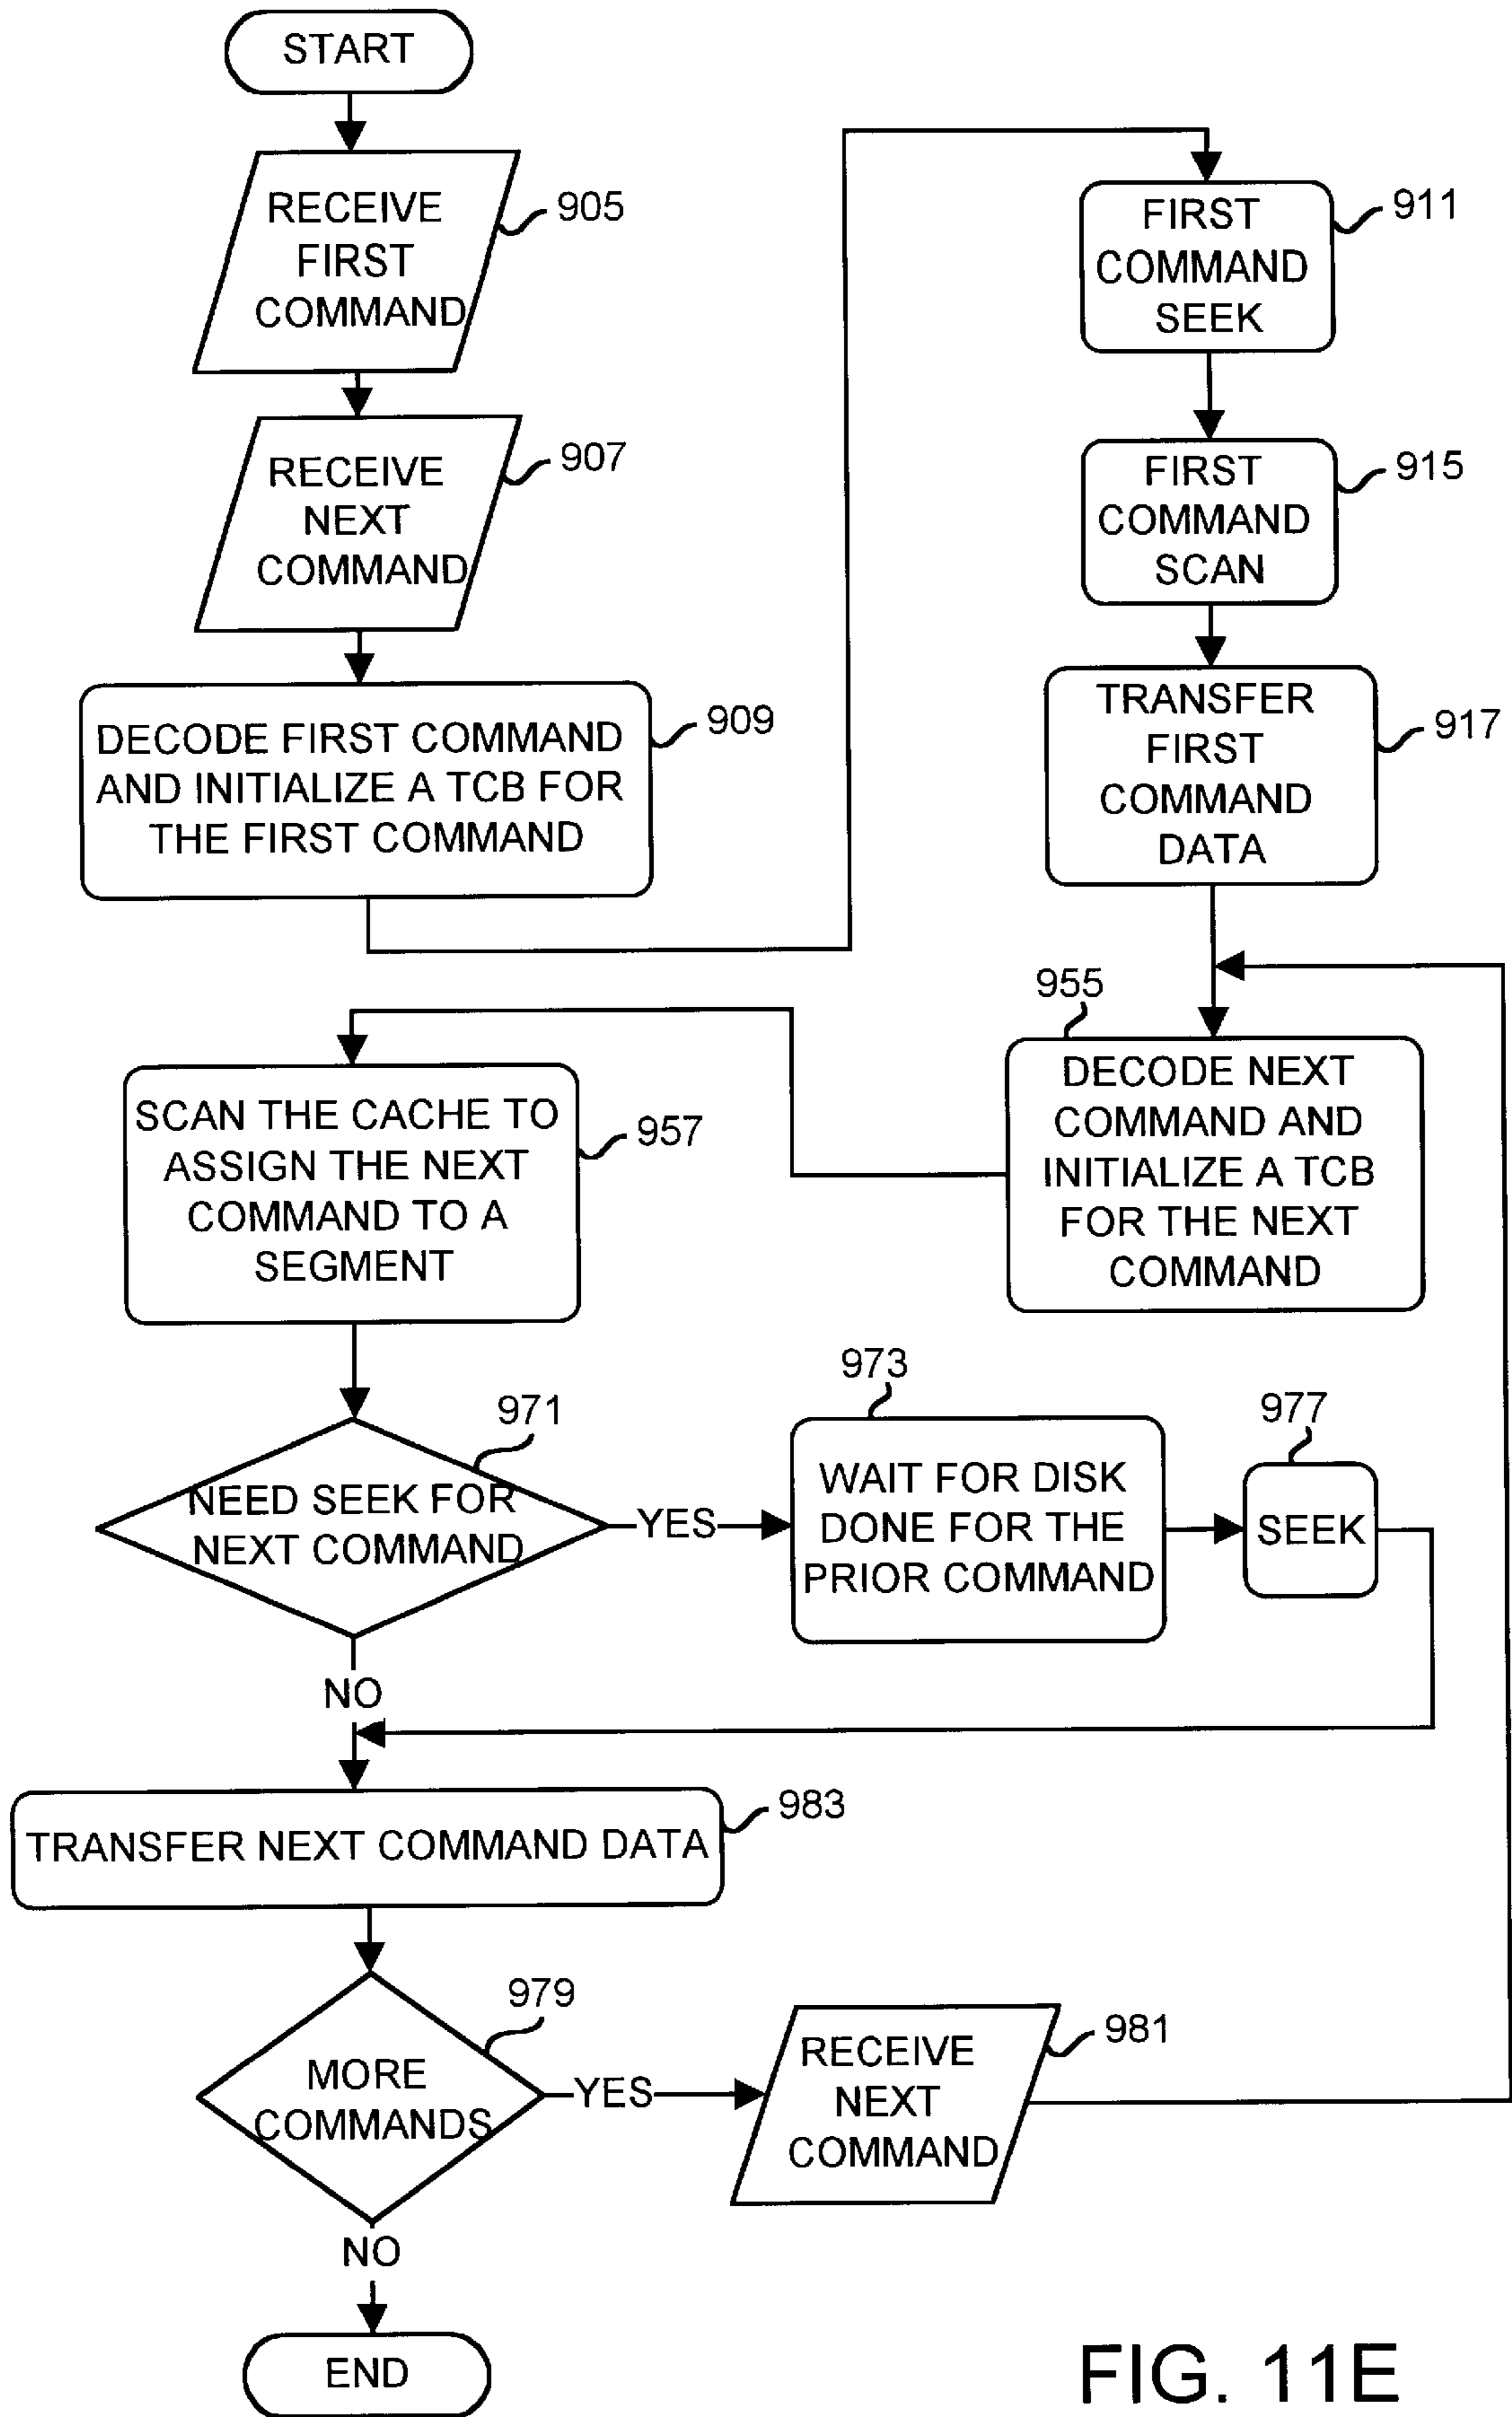 START
RECEIVE
FIRST
COMMAND
905
RECEIVE
NEXT
COMMAND
907
DECODE FIRST COMMAND
AND INITIALIZE A TCB FOR
THE FIRST COMMAND
909
FIRST
COMMAND
SEEK
911
FIRST
COMMAND
SCAN
915
TRANSFER
FIRST
COMMAND
DATA
917
955
DECODE NEXT
COMMAND AND
INITIALIZE A TCB
FOR THE NEXT
COMMAND
SCAN THE CACHE TO
ASSIGN THE NEXT
COMMAND TO A
SEGMENT
957
971
NEED SEEK FOR
NEXT COMMAND
YES
973
WAIT FOR DISK
DONE FOR THE
PRIOR COMMAND
977
SEEK
NO
TRANSFER NEXT COMMAND DATA
983
979
MORE
COMMANDS
YES
RECEIVE
NEXT
COMMAND
981
NO
END
FIG. 11E